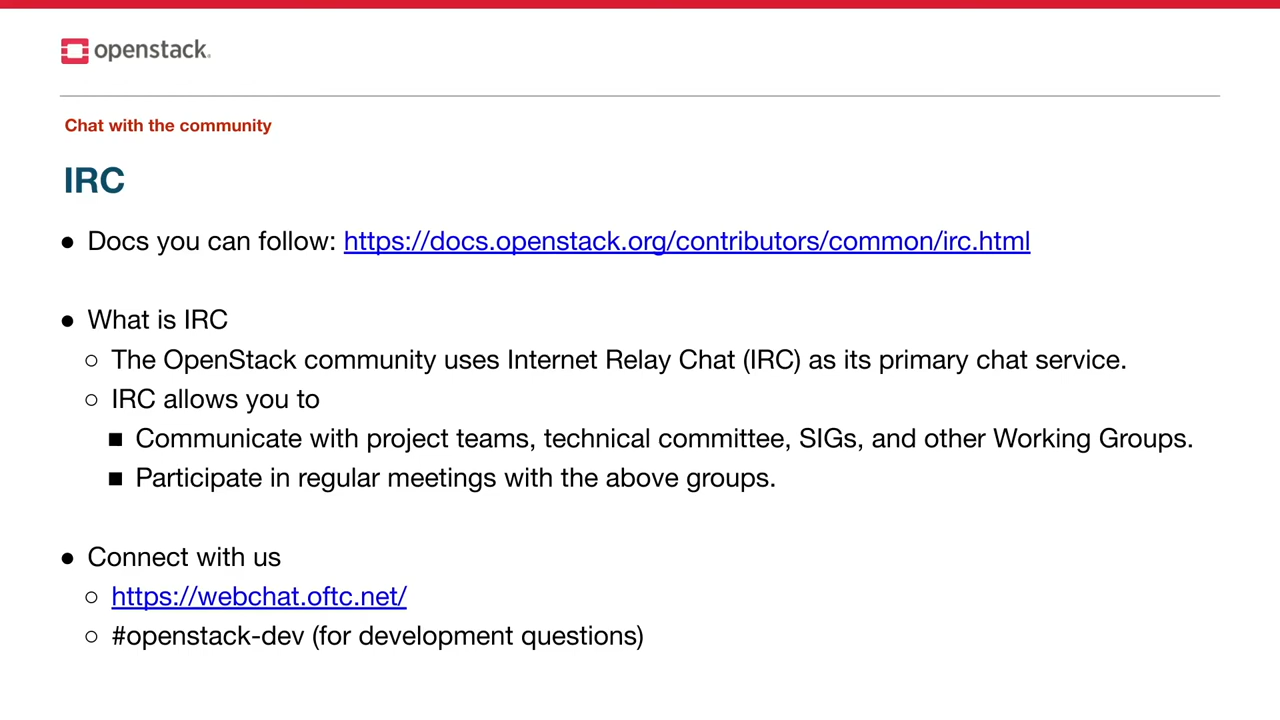 openstack.
Chat with the community
IRC
● Docs you can follow: https://docs.openstack.org/contributors/common/irc.html
● What is IRC
○ The OpenStack community uses Internet Relay Chat (IRC) as its primary chat service.
○ IRC allows you to
■ Communicate with project teams, technical committee, SIGs, and other Working Groups.
■ Participate in regular meetings with the above groups.
● Connect with us
○ https://webchat.oftc.net/
○ #openstack-dev (for development questions)